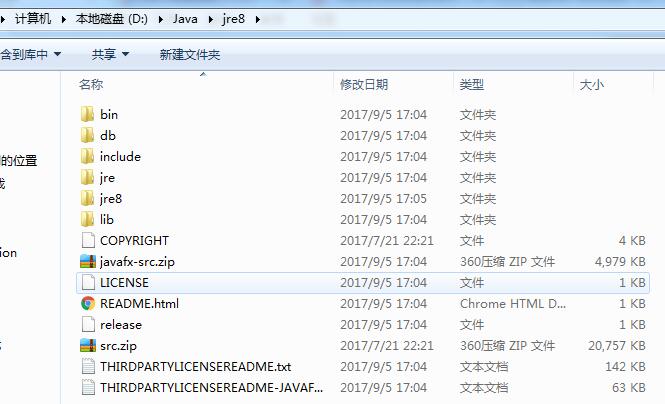 计算机 ▸ 本地磁盘 (D:) ▸ Java ▸ jre8 ▸
含到库中 共享 新建文件夹
名称 修改日期 类型 大小
bin 2017/9/5 17:04 文件夹
db 2017/9/5 17:04 文件夹
include 2017/9/5 17:04 文件夹
的位置
jre 2017/9/5 17:04 文件夹
jre8 2017/9/5 17:05 文件夹
lib 2017/9/5 17:04 文件夹
COPYRIGHT 2017/7/21 22:21 文件 4 KB
ion
javafx-src.zip 2017/9/5 17:04 360压缩 ZIP 文件 4,979 KB
LICENSE 2017/9/5 17:04 文件 1 KB
README.html 2017/9/5 17:04 Chrome HTML D... 1 KB
release 2017/9/5 17:04 文件 1 KB
src.zip 2017/7/21 22:21 360压缩 ZIP 文件 20,757 KB
THIRDPARTYLICENSEREADME.txt 2017/9/5 17:04 文本文档 142 KB
THIRDPARTYLICENSEREADME-JAVAF... 2017/9/5 17:04 文本文档 63 KB